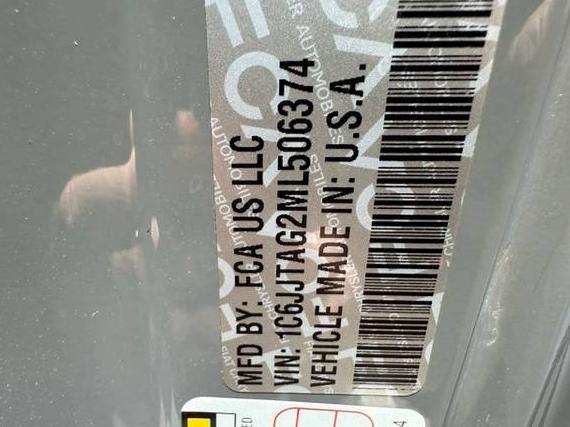 MFD BY: FCA US LLC
VIN: 1C6JJTAG2ML506374
VEHICLE MADE IN: U.S.A.